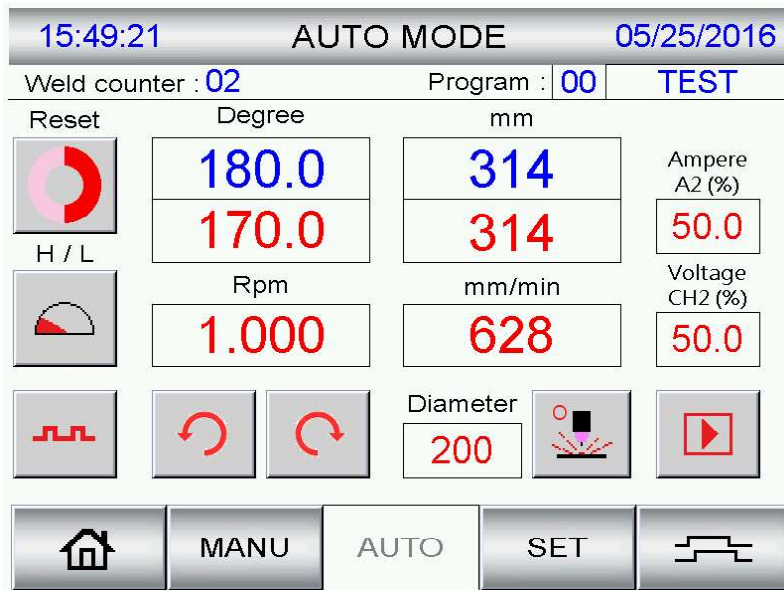 15:49:21 AUTO MODE 05/25/2016
Weld counter : 02 Program : 00 TEST
Reset Degree mm
180.0 314 Ampere
A2 (%)
170.0 314 50.0
H / L
Rpm mm/min Voltage
CH2 (%)
1.000 628 50.0
Diameter
O
200
MANU AUTO SET